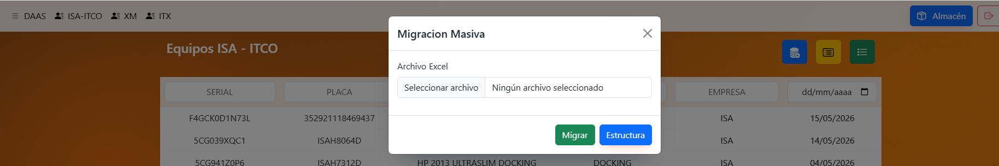 DAAS ISA-ITCO XM ITX Almacén
Migracion Masiva
Equipos ISA - ITCO
Archivo Excel
Seleccionar archivo Ningún archivo seleccionado
SERIAL PLACA EMPRESA dd/mm/aaaa
F4GCK0D1N73L 352921118469437 ISA 15/05/2026
Migrar Estructura
5CG039XQC1 ISAH8064D ISA 14/05/2026
5CG941Z0P6 ISAH7312D HP 2013 ULTRASLIM DOCKING DOCKING ISA 04/05/2026